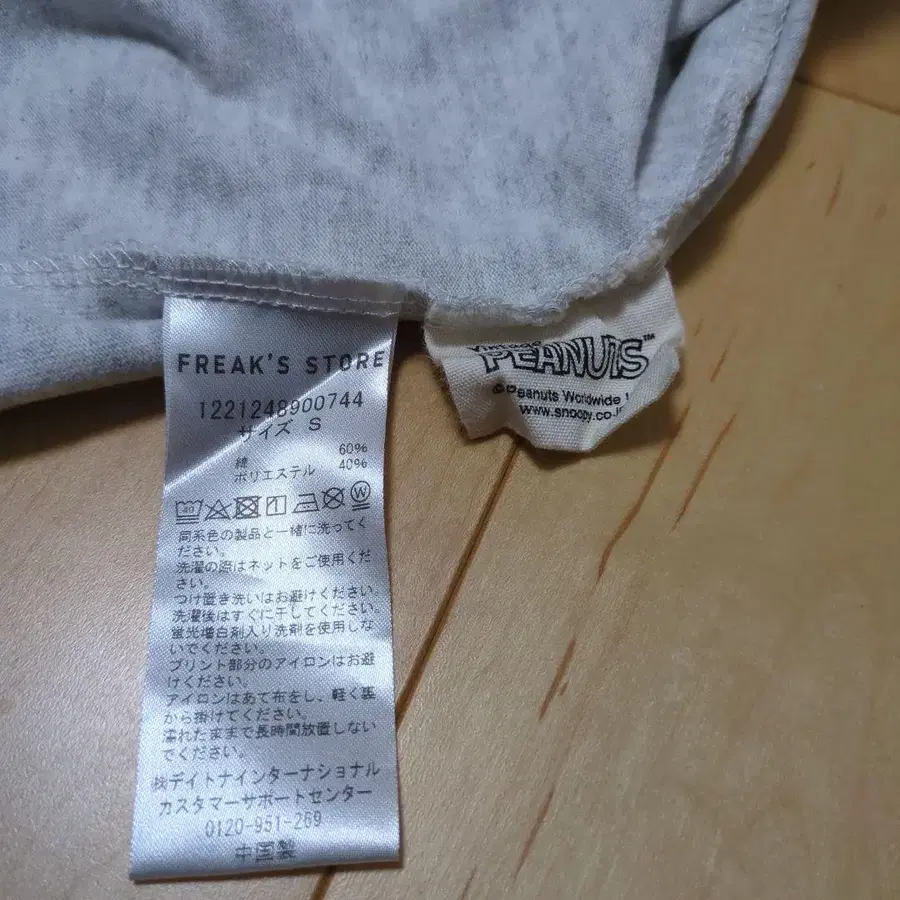 FREAK'S STORE
1221248900744
サイズ S
綿 60%
ポリエステル 40%
40
W
同系色の製品と一緒に洗ってく
ださい。
洗濯の際はネットをご使用くだ
さい。
つけ置き洗いはお避けください。
洗濯後はすぐに干してください。
蛍光増白剤入り洗剤を使用しな
いでください。
プリント部分のアイロンはお避
けください。
アイロンはあて布をし、軽く裏
から掛けてください。
濡れたままで長時間放置しない
でください。
㈱デイトナインターナショナル
カスタマーサポートセンター
0120-951-269
中国製
Vintage
PEANUTS™
©Peanuts Worldwide
www.snoopy.co.j